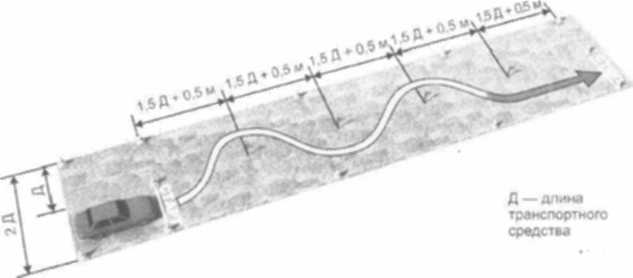 1,5 Д + 0,5 м
1,5 Д + 0,5 м
1,5 Д + 0,5 м
1,5 Д + 0,5 м
1,5 Д + 0,5 м
Д
2 Д
Д — длина
транспортного
средства